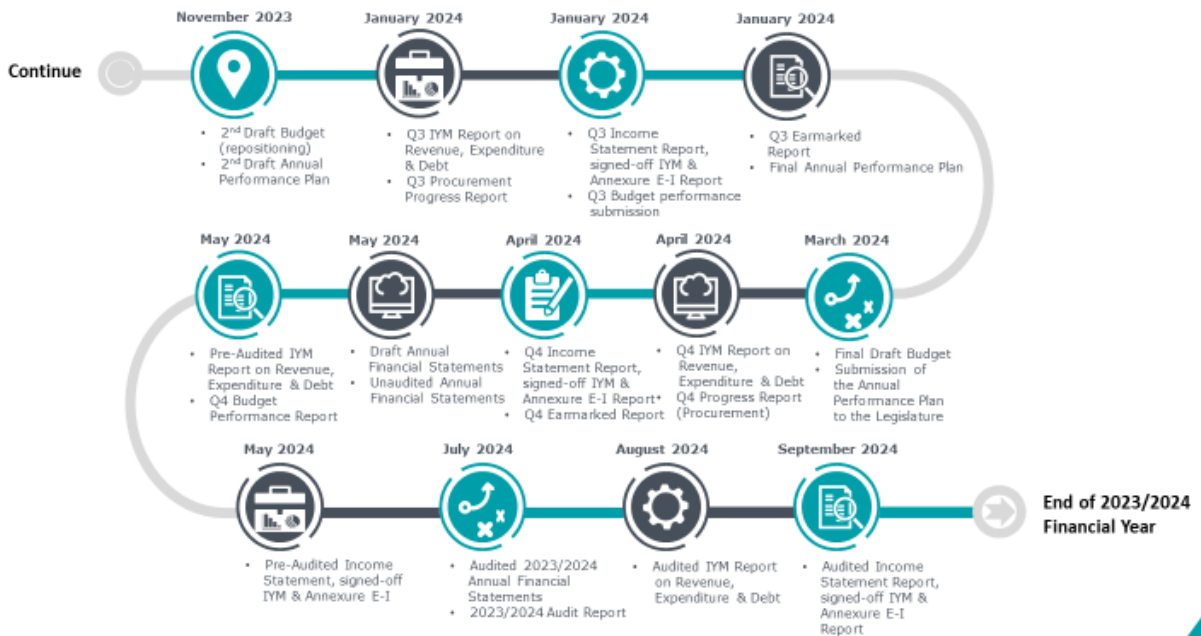 Continue
November 2023
• 2nd Draft Budget
(repositioning)
• 2nd Draft Annual
Performance Plan
January 2024
• Q3 IYM Report on
Revenue, Expenditure
& Debt
• Q3 Procurement
Progress Report
January 2024
• Q3 Income
Statement Report,
signed-off IYM &
Annexure E-I Report
• Q3 Budget performance
submission
January 2024
• Q3 Earmarked
Report
• Final Annual Performance Plan
May 2024
• Pre-Audited IYM
Report on Revenue,
Expenditure & Debt
• Q4 Budget
Performance Report
May 2024
• Draft Annual
Financial Statements
• Unaudited Annual
Financial Statements
April 2024
• Q4 Income
Statement Report,
signed-off IYM &
Annexure E-I Report
• Q4 Earmarked Report
April 2024
• Q4 IYM Report on
Revenue,
Expenditure & Debt
• Q4 Progress Report
(Procurement)
March 2024
• Final Draft Budget
• Submission of
the Annual
Performance Plan
to the Legislature
May 2024
• Pre-Audited Income
Statement, signed-off
IYM & Annexure E-I
July 2024
• Audited 2023/2024
Annual Financial
Statements
• 2023/2024 Audit Report
August 2024
• Audited IYM Report
on Revenue,
Expenditure & Debt
September 2024
• Audited Income
Statement Report,
signed-off IYM &
Annexure E-I
Report
End of 2023/2024
Financial Year